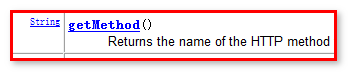 String getMethod()
Returns the name of the HTTP method